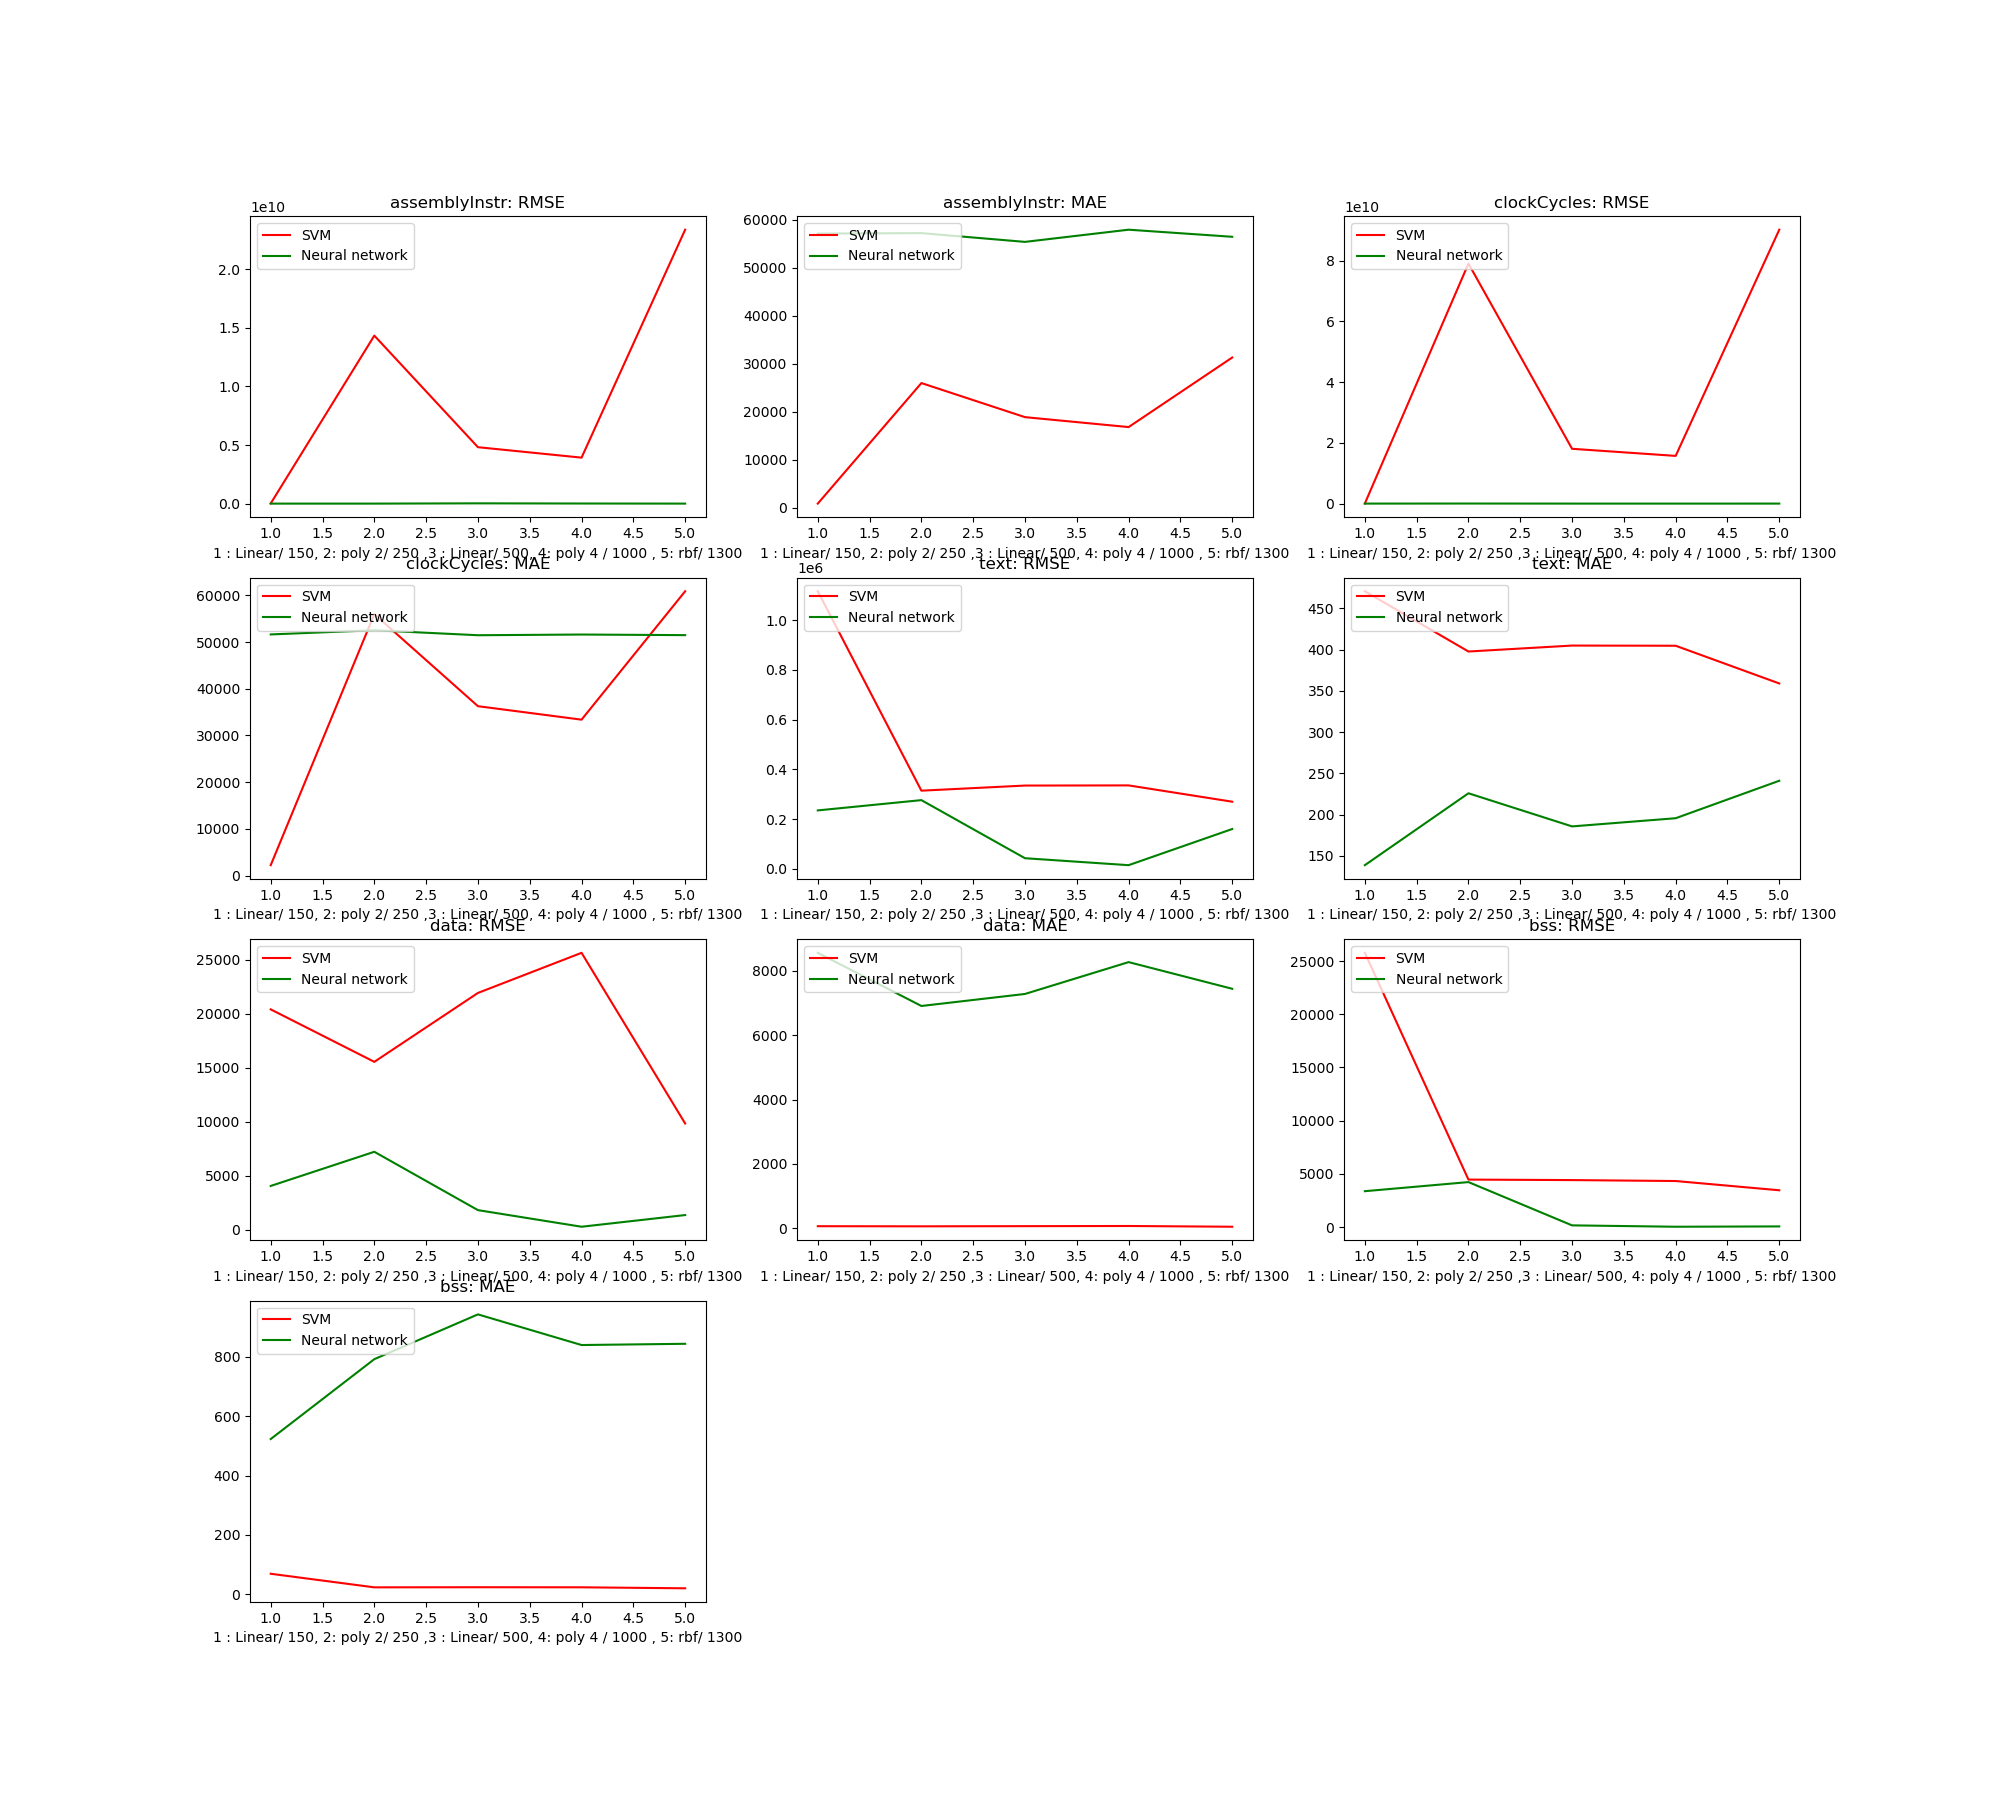 assemblyInstr: RMSE
1e10
SVM
Neural network
2.0
1.5
1.0
0.5
0.0
1.0 1.5 2.0 2.5 3.0 3.5 4.0 4.5 5.0
1 : Linear/ 150, 2: poly 2/ 250 ,3 : Linear/ 500, 4: poly 4 / 1000 , 5: rbf/ 1300
assemblyInstr: MAE
SVM
Neural network
60000
50000
40000
30000
20000
10000
0
1.0 1.5 2.0 2.5 3.0 3.5 4.0 4.5 5.0
1 : Linear/ 150, 2: poly 2/ 250 ,3 : Linear/ 500, 4: poly 4 / 1000 , 5: rbf/ 1300
clockCycles: RMSE
1e10
SVM
Neural network
8
6
4
2
0
1.0 1.5 2.0 2.5 3.0 3.5 4.0 4.5 5.0
1 : Linear/ 150, 2: poly 2/ 250 ,3 : Linear/ 500, 4: poly 4 / 1000 , 5: rbf/ 1300
clockCycles: MAE
SVM
Neural network
60000
50000
40000
30000
20000
10000
0
1.0 1.5 2.0 2.5 3.0 3.5 4.0 4.5 5.0
1 : Linear/ 150, 2: poly 2/ 250 ,3 : Linear/ 500, 4: poly 4 / 1000 , 5: rbf/ 1300
text: RMSE
1e6
SVM
Neural network
1.0
0.8
0.6
0.4
0.2
0.0
1.0 1.5 2.0 2.5 3.0 3.5 4.0 4.5 5.0
1 : Linear/ 150, 2: poly 2/ 250 ,3 : Linear/ 500, 4: poly 4 / 1000 , 5: rbf/ 1300
text: MAE
SVM
Neural network
450
400
350
300
250
200
150
1.0 1.5 2.0 2.5 3.0 3.5 4.0 4.5 5.0
1 : Linear/ 150, 2: poly 2/ 250 ,3 : Linear/ 500, 4: poly 4 / 1000 , 5: rbf/ 1300
data: RMSE
SVM
Neural network
25000
20000
15000
10000
5000
0
1.0 1.5 2.0 2.5 3.0 3.5 4.0 4.5 5.0
1 : Linear/ 150, 2: poly 2/ 250 ,3 : Linear/ 500, 4: poly 4 / 1000 , 5: rbf/ 1300
data: MAE
SVM
Neural network
8000
6000
4000
2000
0
1.0 1.5 2.0 2.5 3.0 3.5 4.0 4.5 5.0
1 : Linear/ 150, 2: poly 2/ 250 ,3 : Linear/ 500, 4: poly 4 / 1000 , 5: rbf/ 1300
bss: RMSE
SVM
Neural network
25000
20000
15000
10000
5000
0
1.0 1.5 2.0 2.5 3.0 3.5 4.0 4.5 5.0
1 : Linear/ 150, 2: poly 2/ 250 ,3 : Linear/ 500, 4: poly 4 / 1000 , 5: rbf/ 1300
bss: MAE
SVM
Neural network
800
600
400
200
0
1.0 1.5 2.0 2.5 3.0 3.5 4.0 4.5 5.0
1 : Linear/ 150, 2: poly 2/ 250 ,3 : Linear/ 500, 4: poly 4 / 1000 , 5: rbf/ 1300